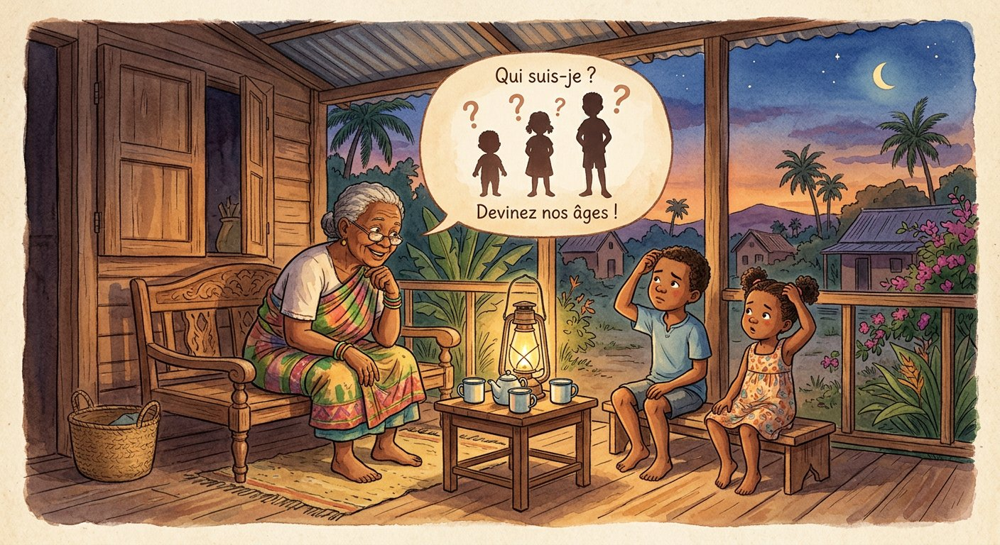 Qui suis-je ?
? ? ? ?
Devinez nos âges !